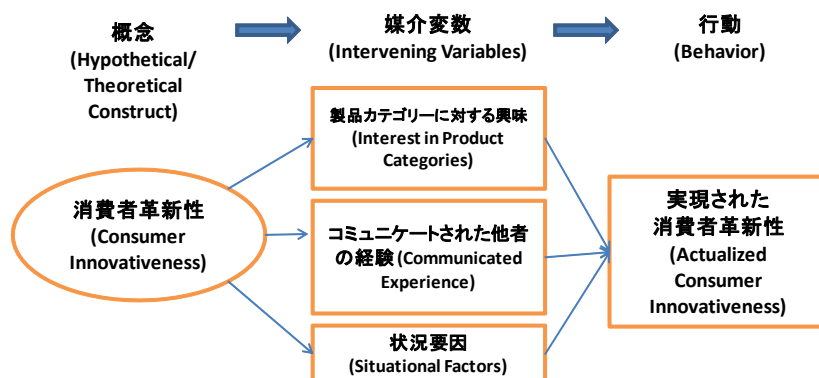 概念
(Hypothetical/
Theoretical
Construct)
媒介変数
(Intervening Variables)
行動
(Behavior)
消費者革新性
(Consumer
Innovativeness)
製品カテゴリーに対する興味
(Interest in Product
Categories)
コミュニケートされた他者
の経験(Communicated
Experience)
状況要因
(Situational Factors)
実現された
消費者革新性
(Actualized
Consumer
Innovativeness)